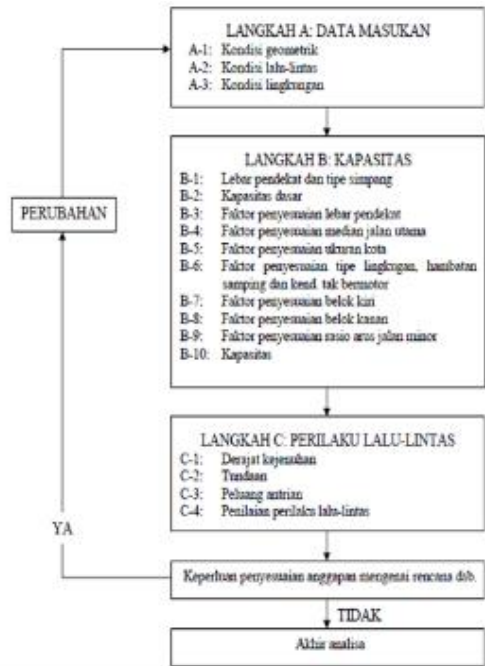 LANGKAH A: DATA MASUKAN
A-1: Kondisi geometrik
A-2: Kondisi lalu-lintas
A-3: Kondisi lingkungan
LANGKAH B: KAPASITAS
B-1: Lebar pendekat dan tipe simpang
B-2: Kapasitas dasar
B-3: Faktor penyesuaian lebar pendekat
B-4: Faktor penyesuaian median jalan utama
B-5: Faktor penyesuaian ukuran kota
B-6: Faktor penyesuaian tipe lingkungan, hambatan
samping dan kend. tak bermotor
B-7: Faktor penyesuaian belok kiri
B-8: Faktor penyesuaian belok kanan
B-9: Faktor penyesuaian rasio arus jalan minor
B-10: Kapasitas
PERUBAHAN
LANGKAH C: PERILAKU LALU-LINTAS
C-1: Derajat kejenuhan
C-2: Tundaan
C-3: Peluang antrian
C-4: Penilaian perilaku lalu-lintas
YA
Keperluan penyesuaian anggapan mengenai rencana dsb.
TIDAK
Akhir analisa